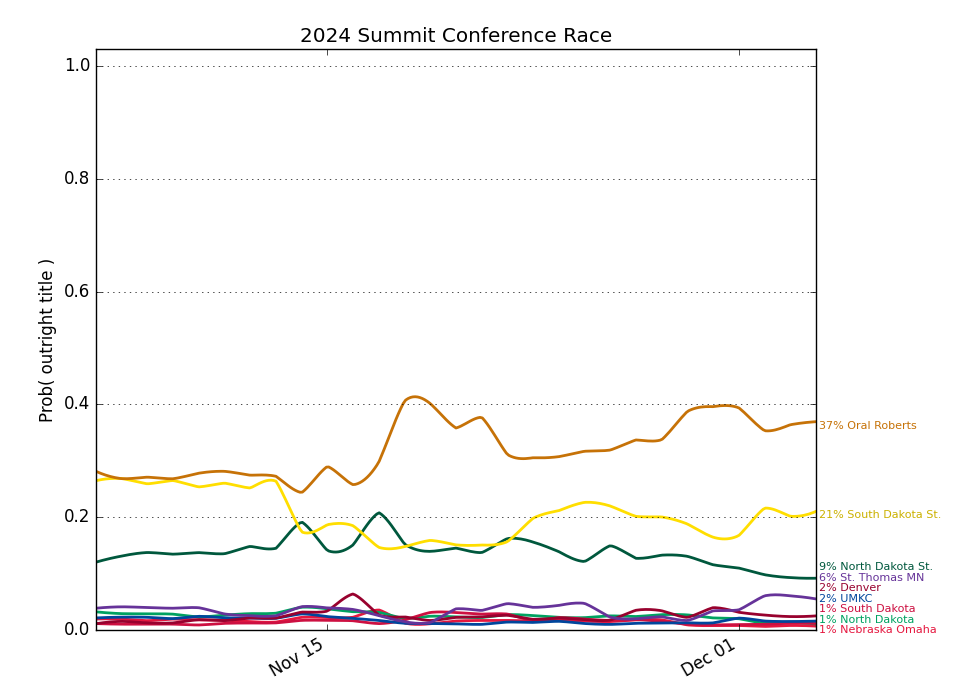 2024 Summit Conference Race
1.0
0.8
0.6
0.4
0.2
0.0
Prob( outright title )
Nov 15
Dec 01
37% Oral Roberts
21% South Dakota St.
9% North Dakota St.
6% St. Thomas MN
2% Denver
2% UMKC
1% South Dakota
1% North Dakota
1% Nebraska Omaha